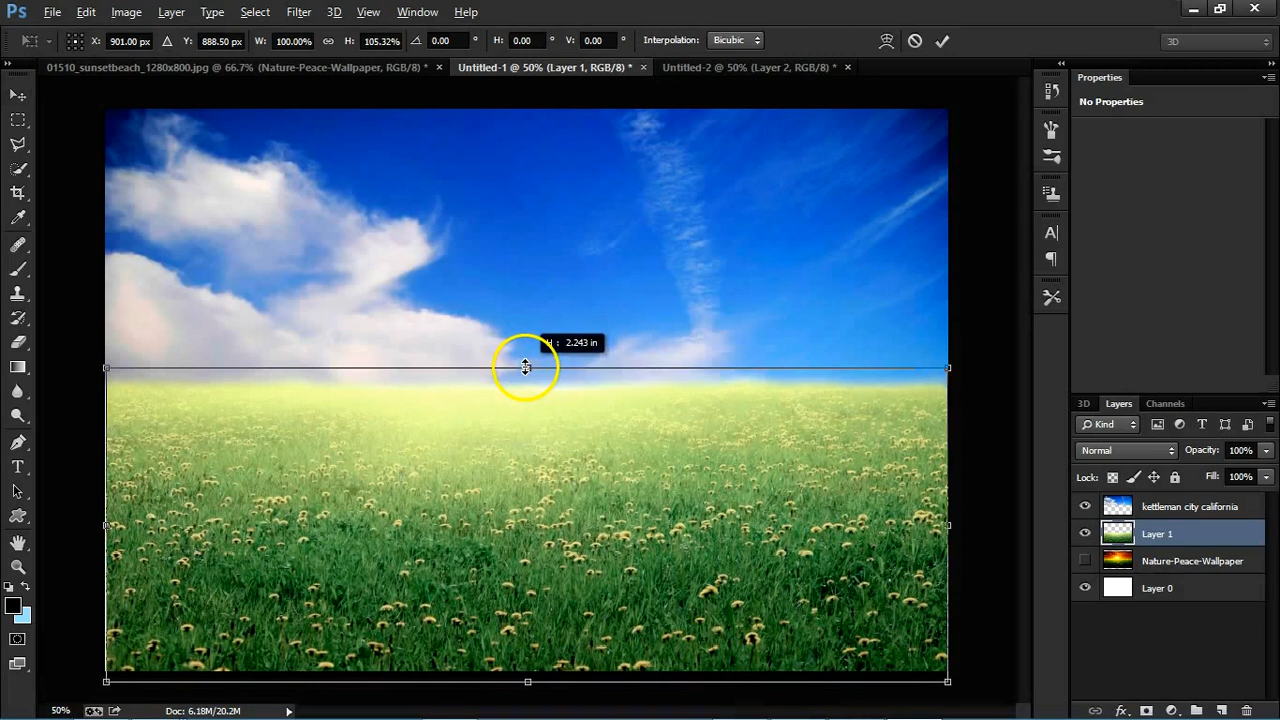 Ps File Edit Image Layer Type Select Filter 3D View Window Help
X: 901.00 px Y: 888.50 px W: 100.00% H: 105.32% 0.00 ° H: 0.00 ° V: 0.00 ° Interpolation: Bicubic 3D
01510_sunsetbeach_1280x800.jpg @ 66.7% (Nature-Peace-Wallpaper, RGB/8) * × Untitled-1 @ 50% (Layer 1, RGB/8) * × Untitled-2 @ 50% (Layer 2, RGB/8) * ×
Properties
No Properties
H : 2.243 in
3D Layers Channels
Kind
Normal Opacity: 100%
Lock: Fill: 100%
kettleman city california
Layer 1
Nature-Peace-Wallpaper
Layer 0
50% Doc: 6.18M/20.2M